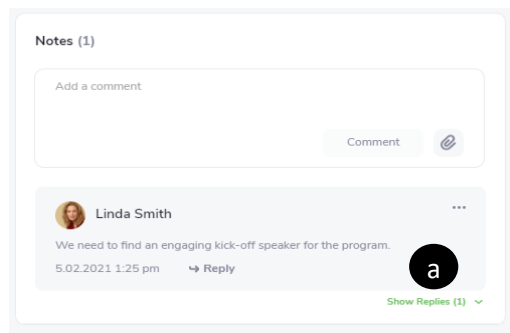 Notes (1)
Add a comment
Comment
Linda Smith
We need to find an engaging kick-off speaker for the program.
5.02.2021 1:25 pm Reply
a
Show Replies (1)